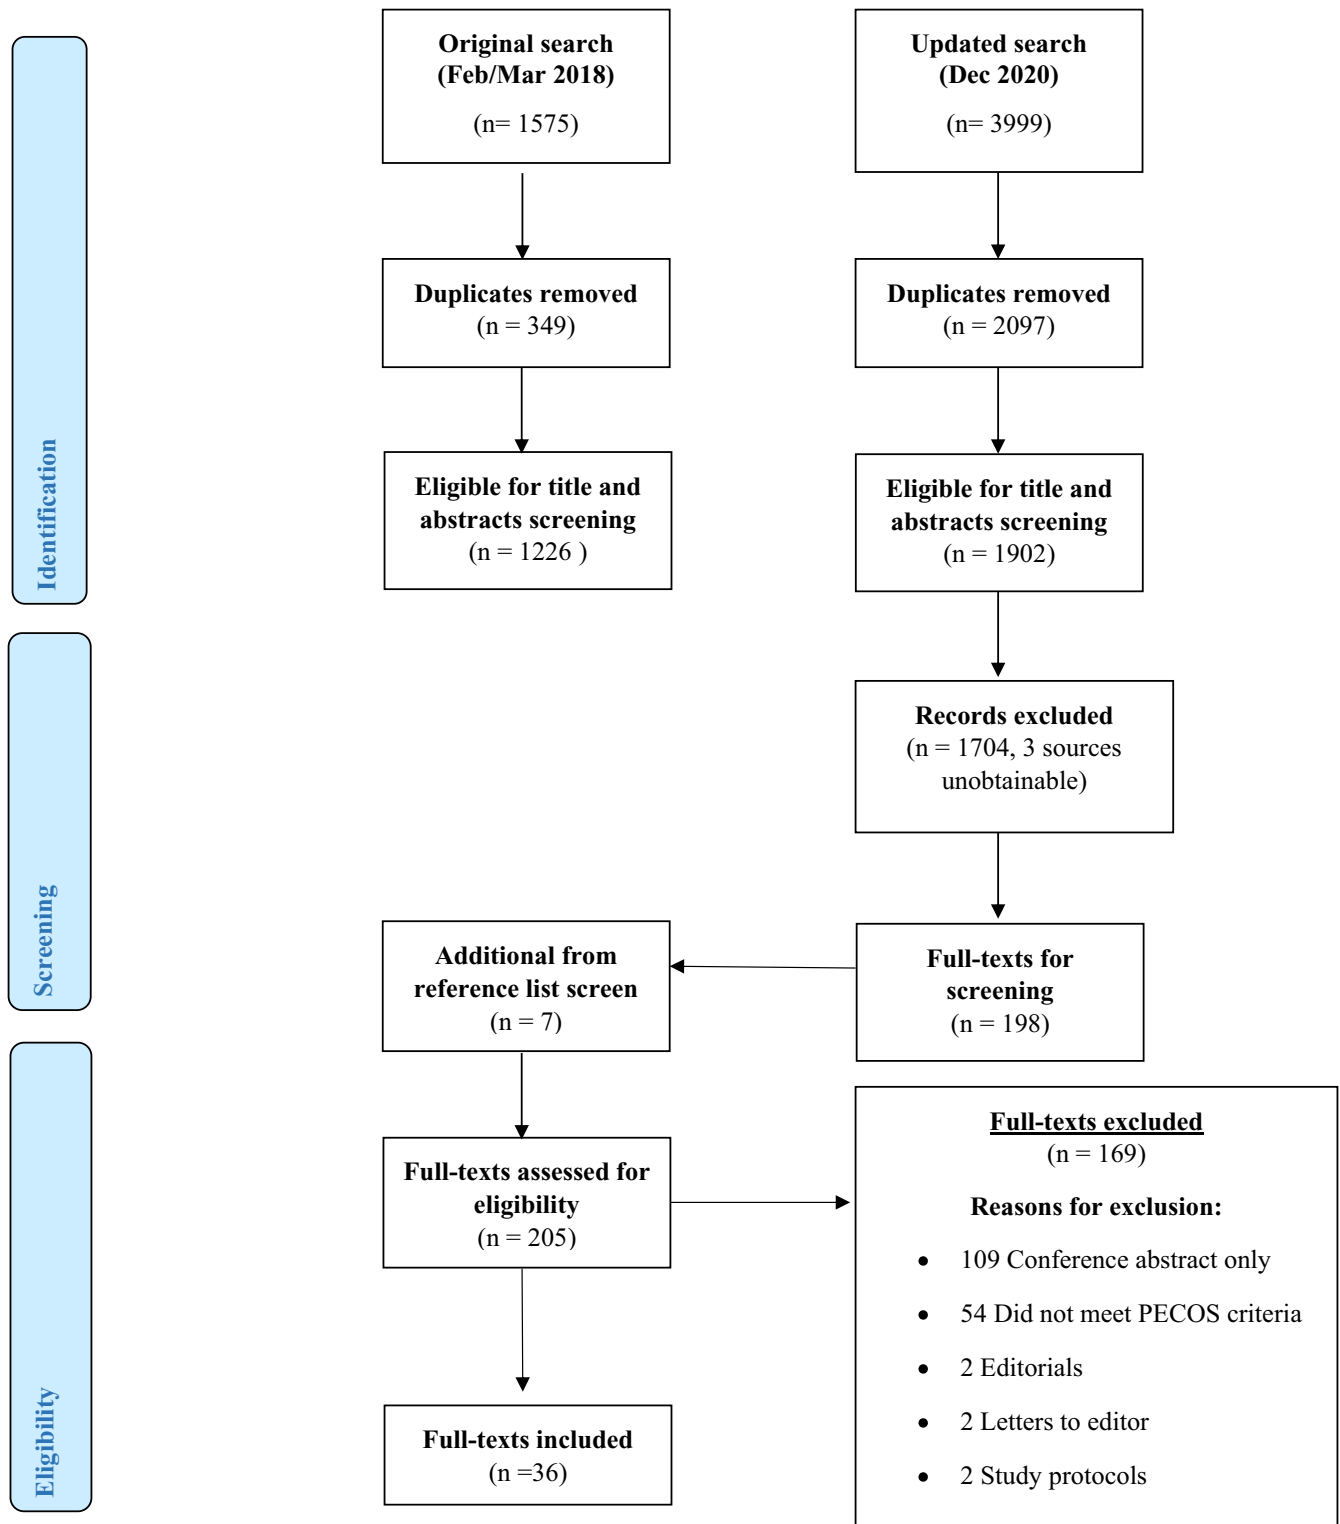 Original search
(Feb/Mar 2018)
(n= 1575)
Updated search
(Dec 2020)
(n= 3999)
Duplicates removed
(n = 349)
Duplicates removed
(n = 2097)
Identification
Eligible for title and
abstracts screening
(n = 1226 )
Eligible for title and
abstracts screening
(n = 1902)
Records excluded
(n = 1704, 3 sources
unobtainable)
Screening
Full-texts for
screening
(n = 198)
Additional from
reference list screen
(n = 7)
Eligibility
Full-texts assessed for
eligibility
(n = 205)
Full-texts excluded
(n = 169)
Reasons for exclusion:
• 109 Conference abstract only
• 54 Did not meet PECOS criteria
• 2 Editorials
• 2 Letters to editor
• 2 Study protocols
Full-texts included
(n =36)